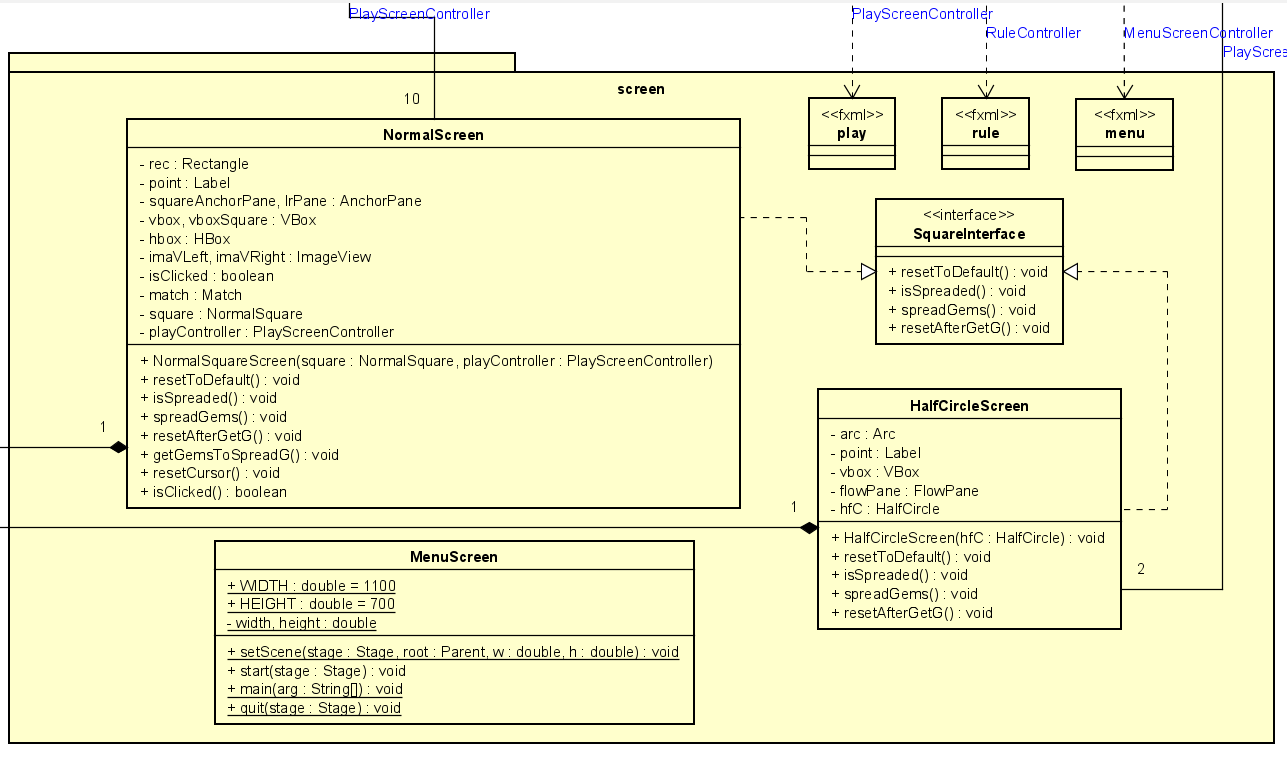 PlayScreenController
PlayScreenController
RuleController
MenuScreenController
PlayScree
screen
10
<<fxml>>
play
<<fxml>>
rule
<<fxml>>
menu
NormalScreen
- rec : Rectangle
- point : Label
- squareAnchorPane, lrPane : AnchorPane
- vbox, vboxSquare : VBox
- hbox : HBox
- imaVLeft, imaVRight : ImageView
- isClicked : boolean
- match : Match
- square : NormalSquare
- playController : PlayScreenController
+ NormalSquareScreen(square : NormalSquare, playController : PlayScreenController)
+ resetToDefault() : void
+ isSpreaded() : void
+ spreadGems() : void
+ resetAfterGetG() : void
+ getGemsToSpreadG() : void
+ resetCursor() : void
+ isClicked() : boolean
1
<<interface>>
SquareInterface
+ resetToDefault() : void
+ isSpreaded() : void
+ spreadGems() : void
+ resetAfterGetG() : void
HalfCircleScreen
- arc : Arc
- point : Label
- vbox : VBox
- flowPane : FlowPane
- hfC : HalfCircle
+ HalfCircleScreen(hfC : HalfCircle) : void
+ resetToDefault() : void
+ isSpreaded() : void
+ spreadGems() : void
+ resetAfterGetG() : void
1
2
MenuScreen
+ WIDTH : double = 1100
+ HEIGHT : double = 700
- width, height : double
+ setScene(stage : Stage, root : Parent, w : double, h : double) : void
+ start(stage : Stage) : void
+ main(arg : String[]) : void
+ quit(stage : Stage) : void